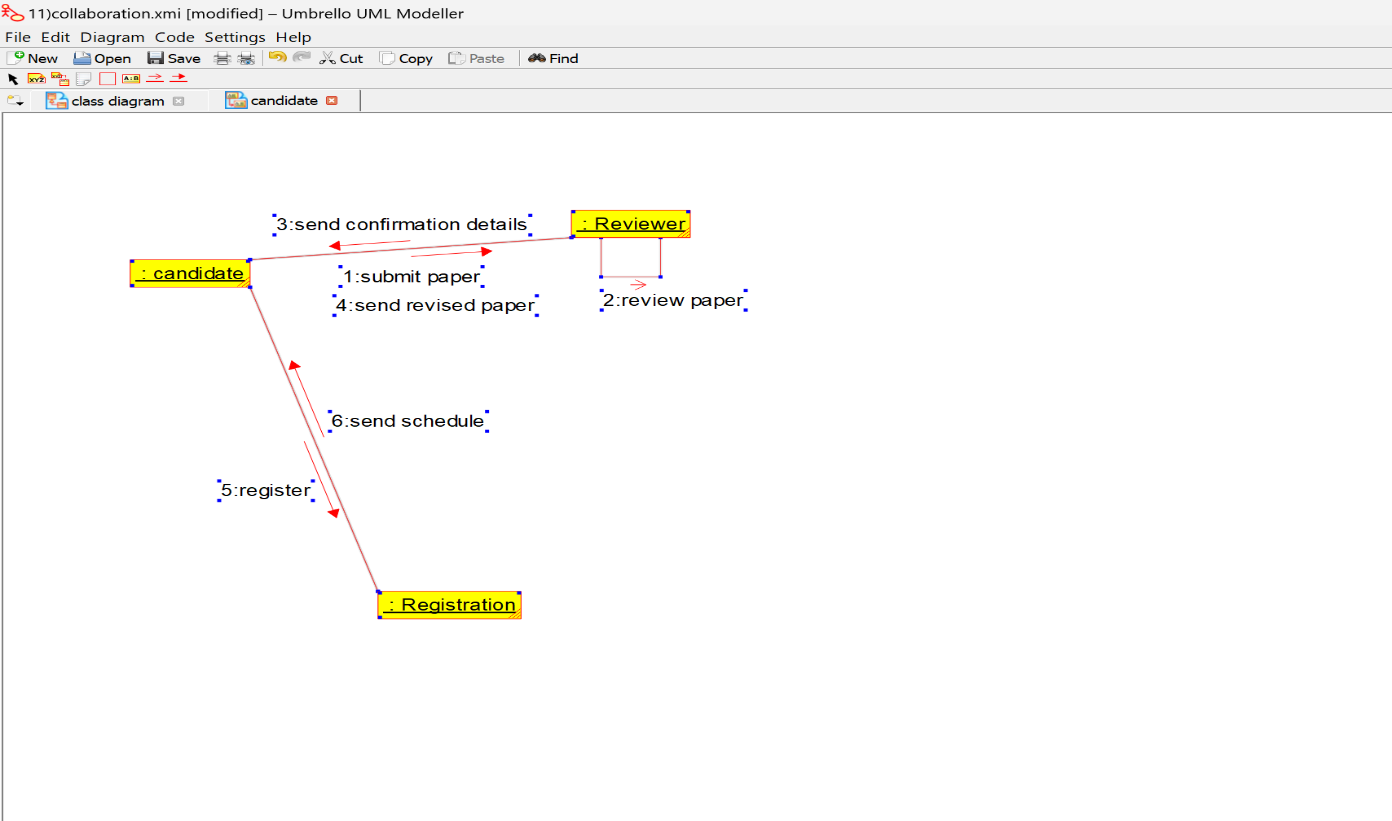 11)collaboration.xmi [modified] – Umbrello UML Modeller
File Edit Diagram Code Settings Help
New Open Save Cut Copy Paste Find
XYZ A:B
class diagram candidate
3:send confirmation details
: Reviewer
: candidate
1:submit paper
4:send revised paper
2:review paper
6:send schedule
5:register
: Registration